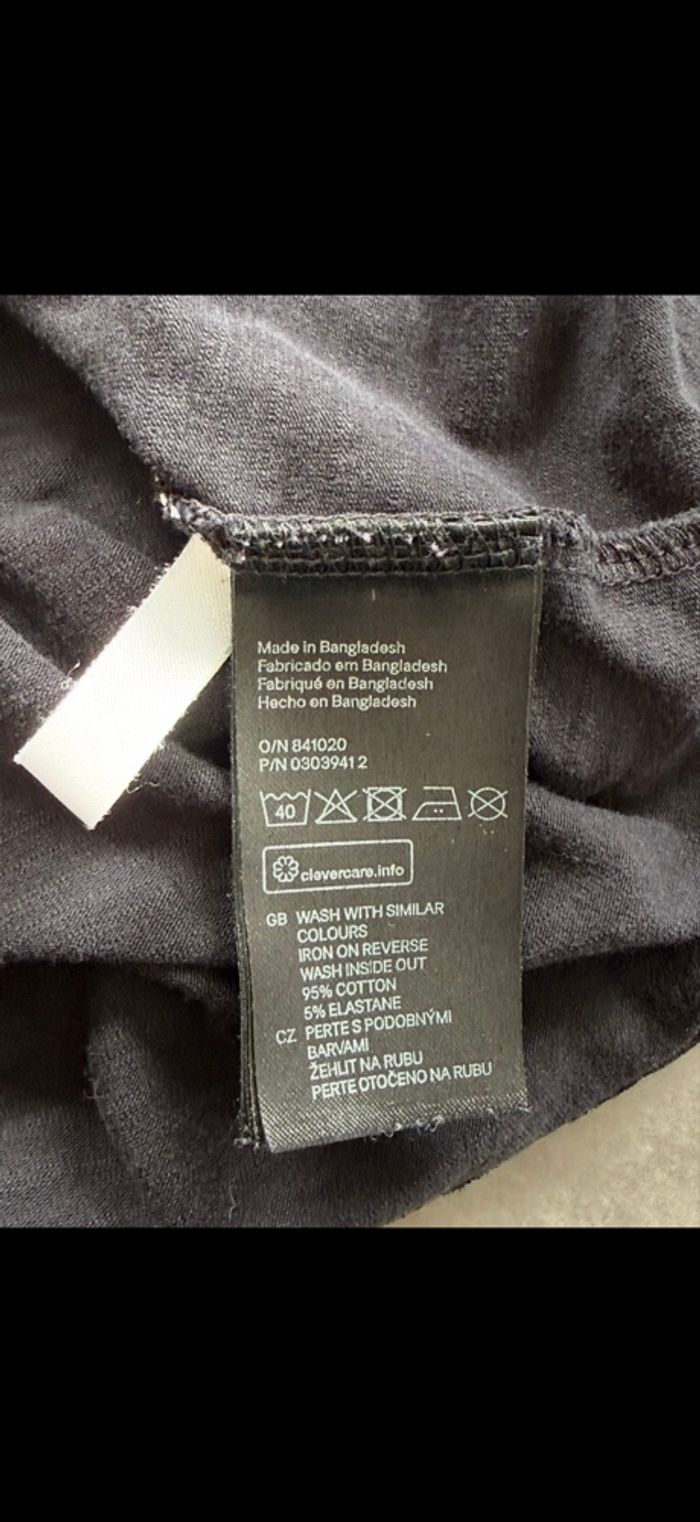 Made in Bangladesh
Fabricado em Bangladesh
Fabriqué en Bangladesh
Hecho en Bangladesh
O/N 841020
P/N 03039412
40
clevercare.info
GB WASH WITH SIMILAR
COLOURS
IRON ON REVERSE
WASH INSIDE OUT
95% COTTON
5% ELASTANE
CZ PERTE S PODOBNÝMI
BARVAMI
ŽEHLIT NA RUBU
PERTE OTOČENO NA RUBU